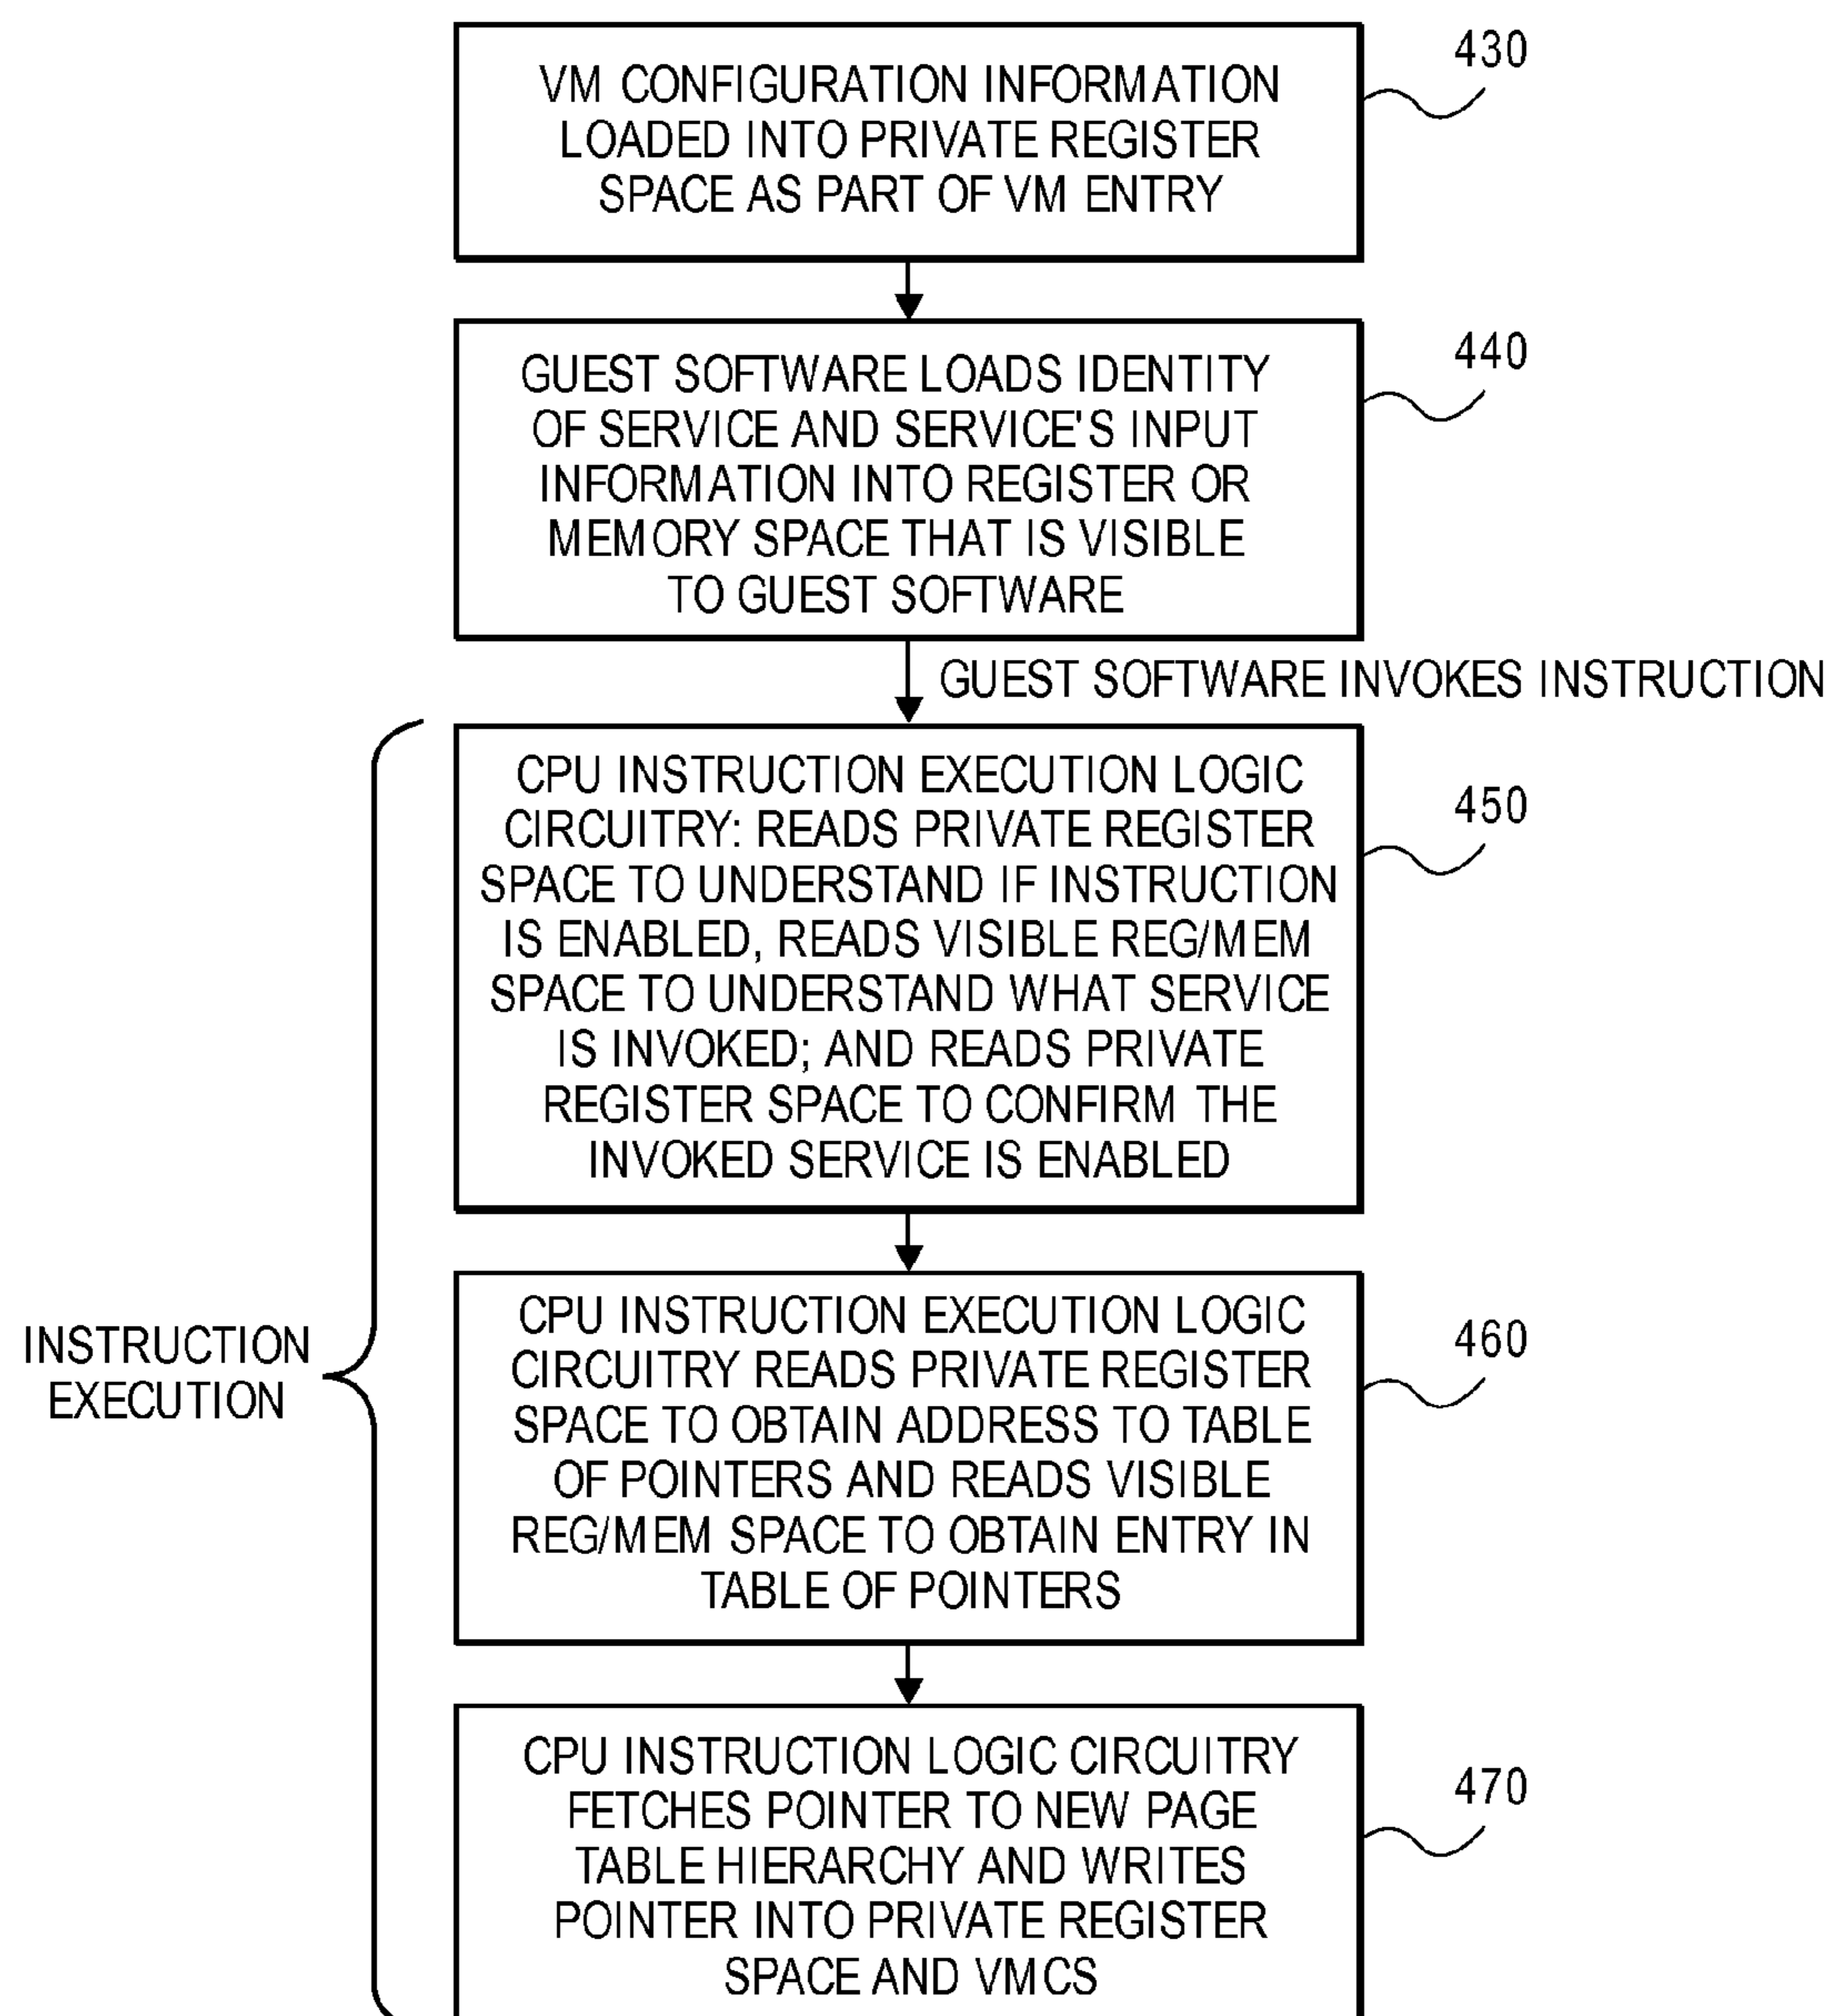 VM CONFIGURATION INFORMATION
LOADED INTO PRIVATE REGISTER
SPACE AS PART OF VM ENTRY
430
GUEST SOFTWARE LOADS IDENTITY
OF SERVICE AND SERVICE'S INPUT
INFORMATION INTO REGISTER OR
MEMORY SPACE THAT IS VISIBLE
TO GUEST SOFTWARE
440
GUEST SOFTWARE INVOKES INSTRUCTION
CPU INSTRUCTION EXECUTION LOGIC
CIRCUITRY: READS PRIVATE REGISTER
SPACE TO UNDERSTAND IF INSTRUCTION
IS ENABLED, READS VISIBLE REG/MEM
SPACE TO UNDERSTAND WHAT SERVICE
IS INVOKED; AND READS PRIVATE
REGISTER SPACE TO CONFIRM THE
INVOKED SERVICE IS ENABLED
450
INSTRUCTION
EXECUTION
CPU INSTRUCTION EXECUTION LOGIC
CIRCUITRY READS PRIVATE REGISTER
SPACE TO OBTAIN ADDRESS TO TABLE
OF POINTERS AND READS VISIBLE
REG/MEM SPACE TO OBTAIN ENTRY IN
TABLE OF POINTERS
460
CPU INSTRUCTION LOGIC CIRCUITRY
FETCHES POINTER TO NEW PAGE
TABLE HIERARCHY AND WRITES
POINTER INTO PRIVATE REGISTER
SPACE AND VMCS
470